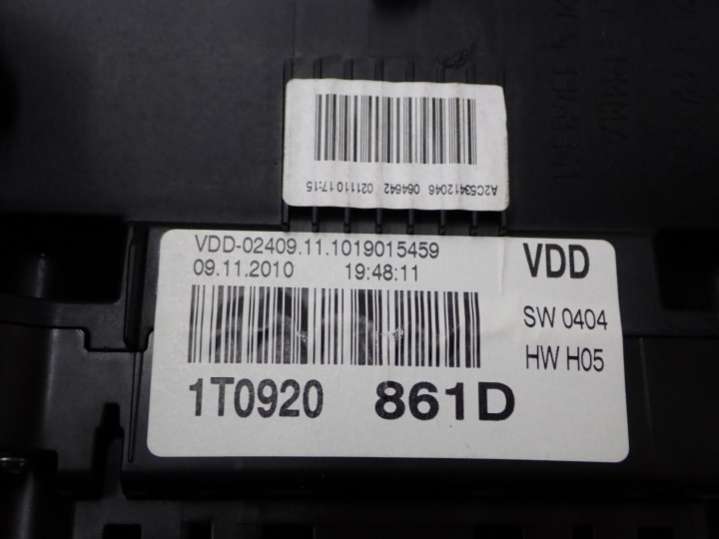 A2C53412046 064642 021110 17:15
VDD-02409.11.1019015459
09.11.2010 19:48:11
VDD
SW 0404
HW H05
1T0920 861D